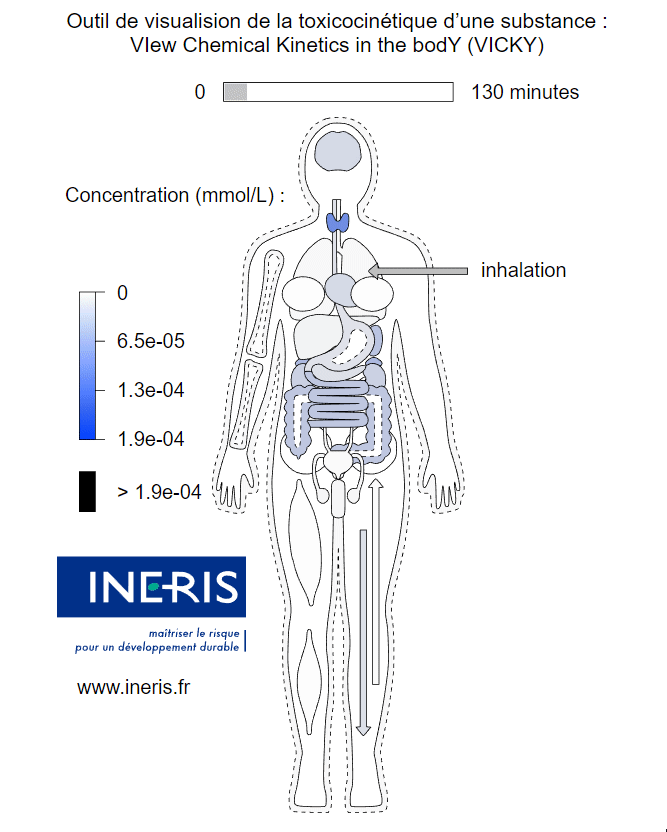 Outil de visualision de la toxicocinétique d’une substance :
VIew Chemical Kinetics in the bodY (VICKY)
0 130 minutes
Concentration (mmol/L) :
inhalation
0
6.5e-05
1.3e-04
1.9e-04
> 1.9e-04
INERIS
maîtriser le risque
pour un développement durable
www.ineris.fr